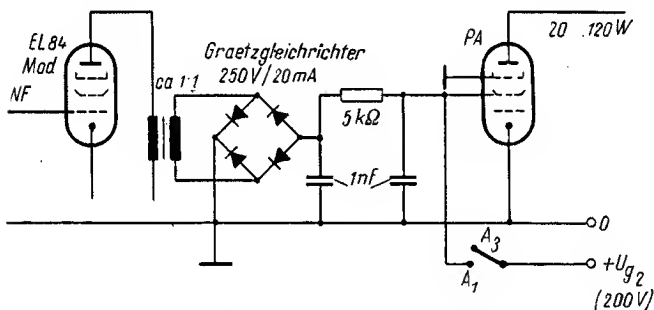 EL84
Mod
NF
ca 1:1
Graetzgleichrichter
250V/20mA
5kΩ
1nF
PA
20 . 120W
0
A3
A1
+Ug2
(200V)